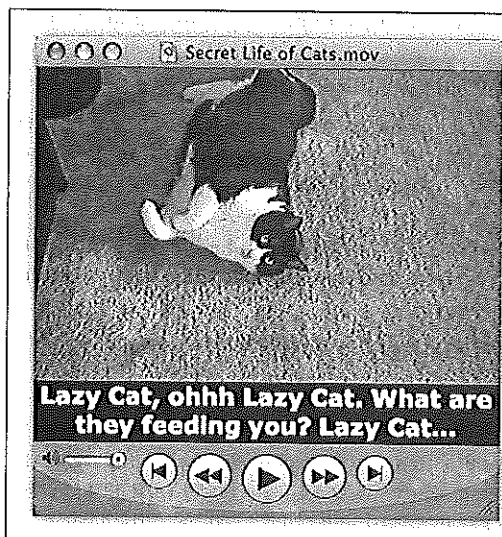 Secret Life of Cats.mov
Lazy Cat, ohhh Lazy Cat. What are
they feeding you? Lazy Cat...